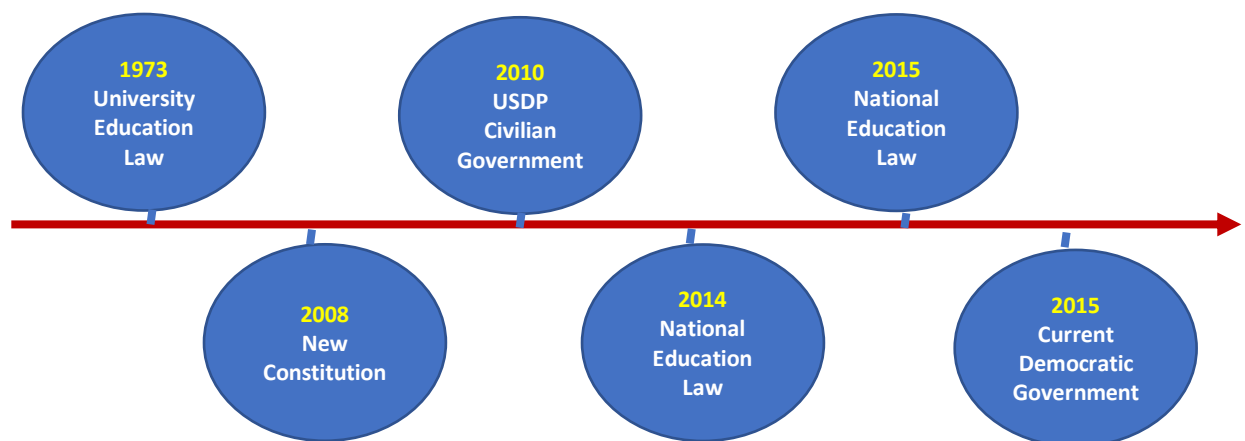 1973
University
Education
Law
2008
New
Constitution
2010
USDP
Civilian
Government
2014
National
Education
Law
2015
National
Education
Law
2015
Current
Democratic
Government